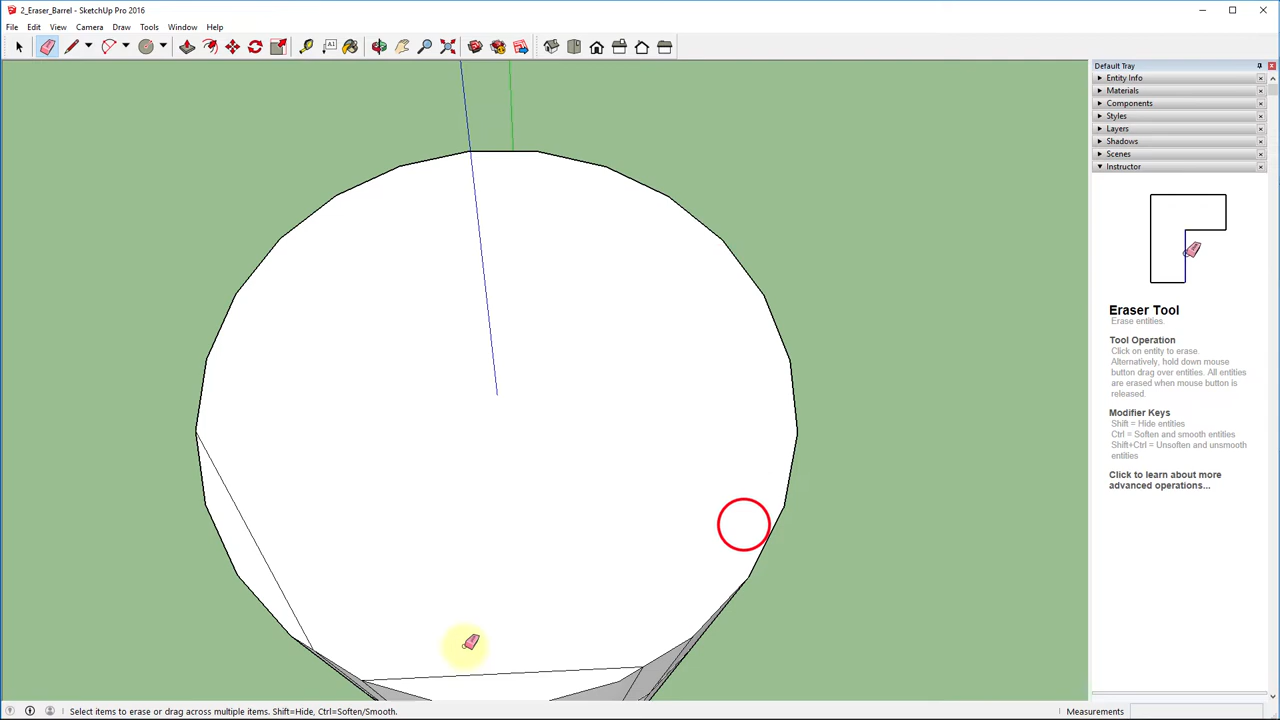 2_Eraser_Barrel - SketchUp Pro 2016
File Edit View Camera Draw Tools Window Help
A1
Default Tray
Entity Info
Materials
Components
Styles
Layers
Shadows
Scenes
Instructor
Eraser Tool
Erase entities.
Tool Operation
Click on entity to erase.
Alternatively, hold down mouse
button drag over entities. All entities
are erased when mouse button is
released.
Modifier Keys
Shift = Hide entities
Ctrl = Soften and smooth entities
Shift+Ctrl = Unsoften and unsmooth
entities
Click to learn about more
advanced operations...
Select items to erase or drag across multiple items. Shift=Hide, Ctrl=Soften/Smooth.
Measurements